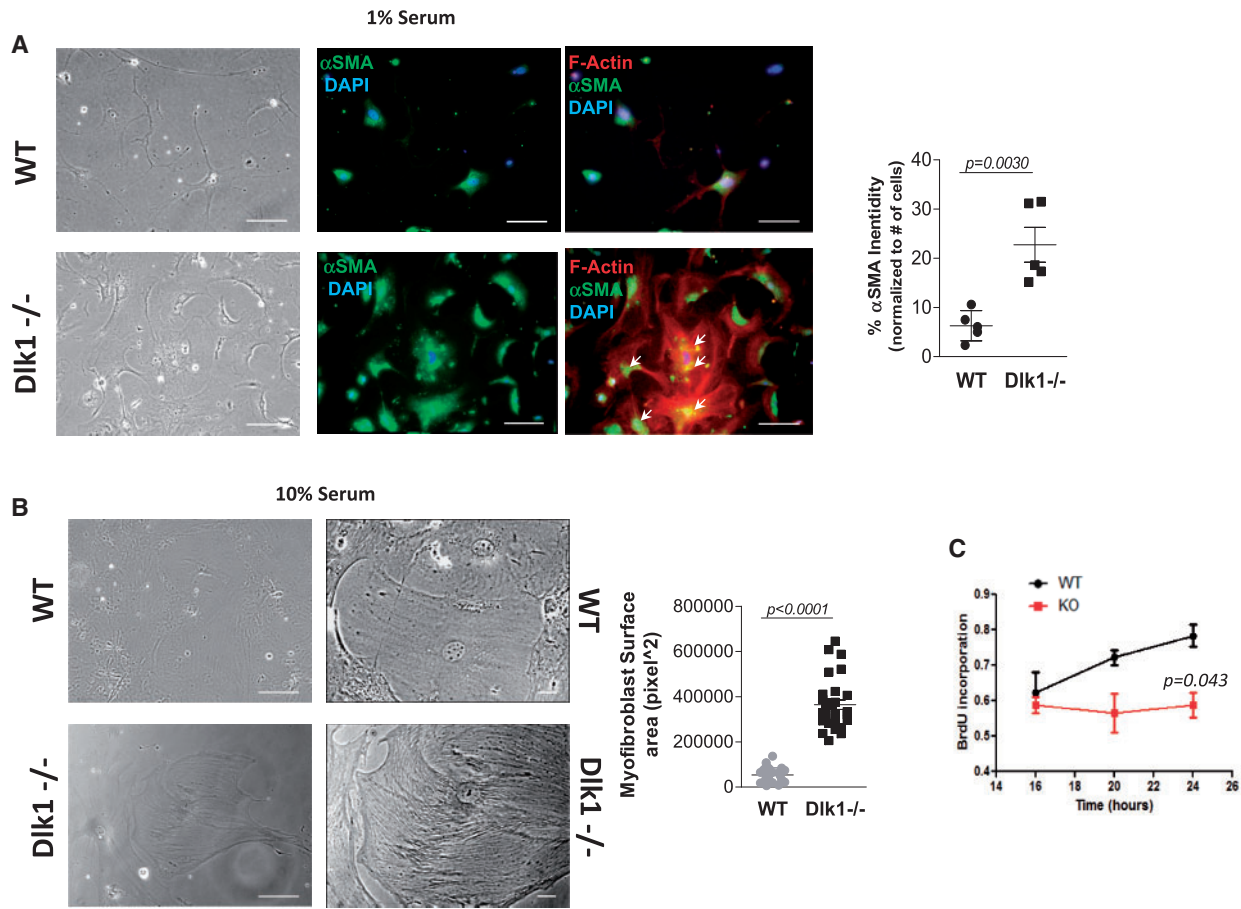 1% Serum
A
WT
αSMA
DAPI
F-Actin
αSMA
DAPI
Dlk1 -/-
αSMA
DAPI
F-Actin
αSMA
DAPI
% αSMA Inentidity
(normalized to # of cells)
40
30
20
10
0
p=0.0030
WT Dlk1-/-
10% Serum
B
WT
WT
Dlk1 -/-
Dlk1 -/-
Myofibroblast Surface
area (pixel^2)
800000
600000
400000
200000
0
p<0.0001
WT Dlk1-/-
C
WT
KO
BrdU incorporation
0.9
0.8
0.7
0.6
0.5
0.4
p=0.043
14 16 18 20 22 24 26
Time (hours)